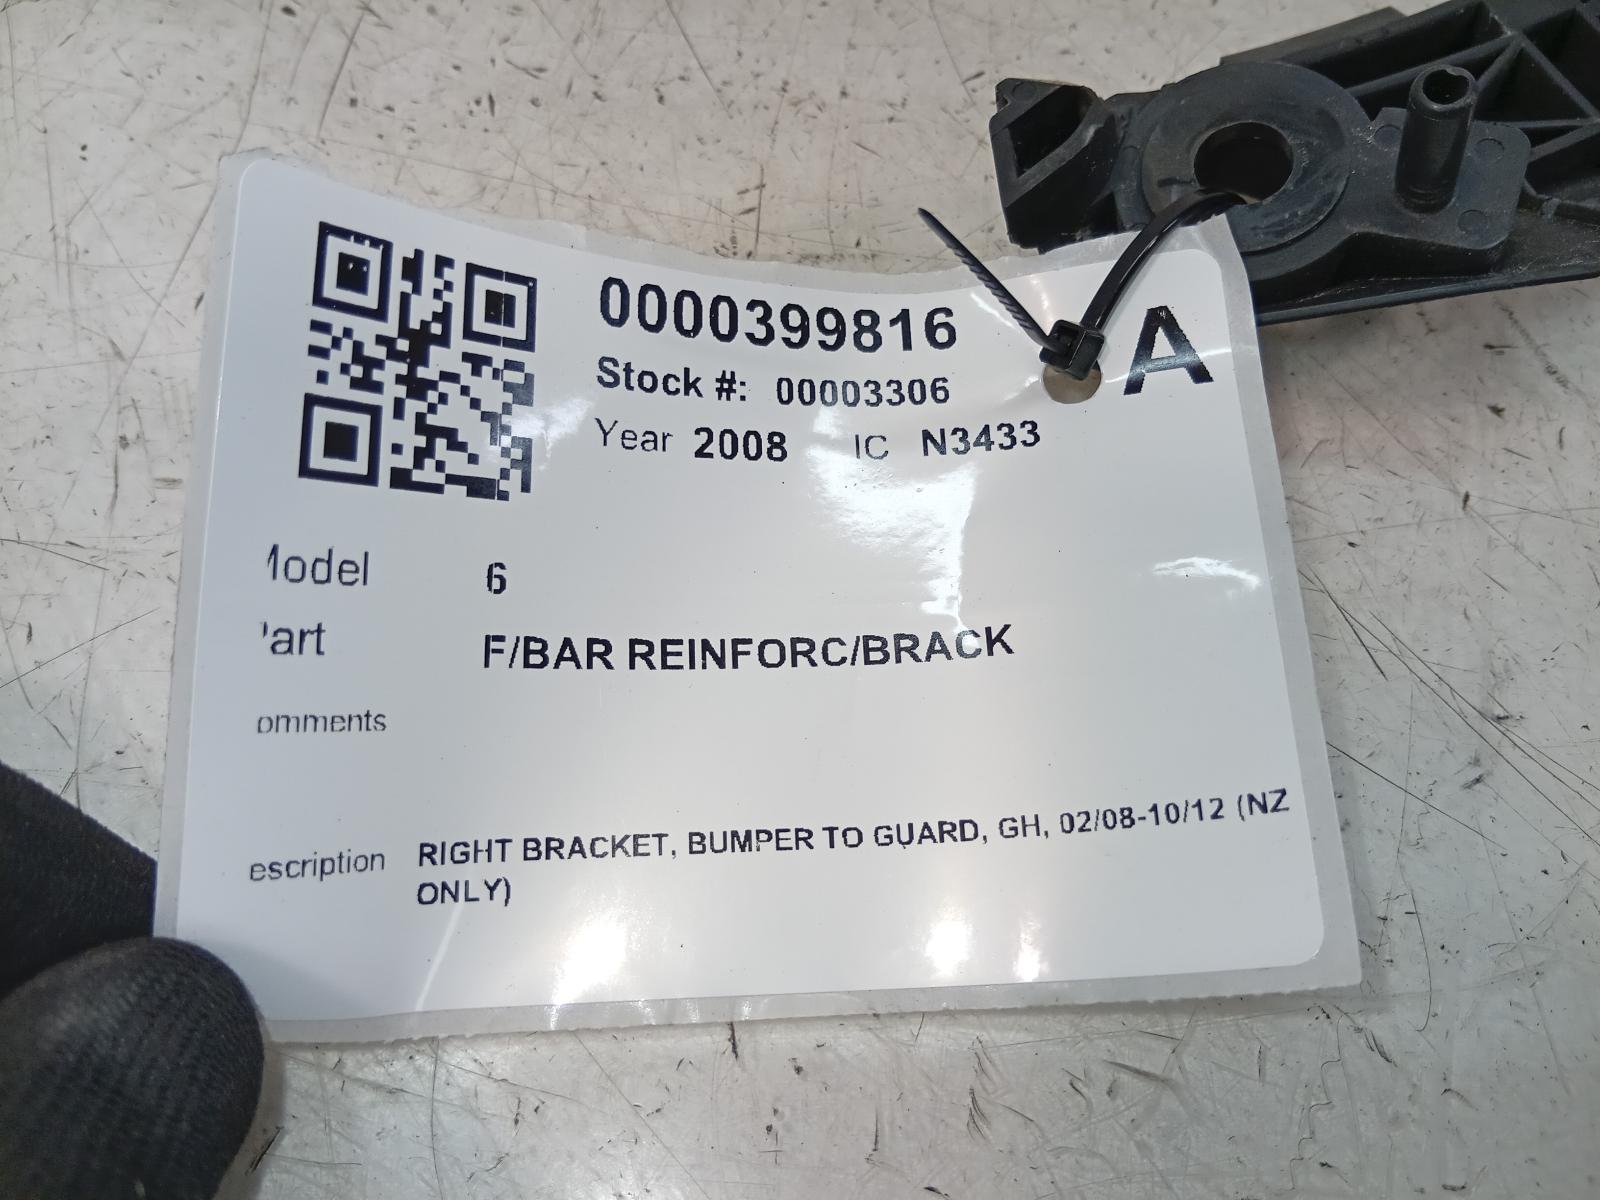 0000399816
A
Stock #: 00003306
Year 2008 IC N3433
Model 6
Part F/BAR REINFORC/BRACK
omments
escription RIGHT BRACKET, BUMPER TO GUARD, GH, 02/08-10/12 (NZ
ONLY)